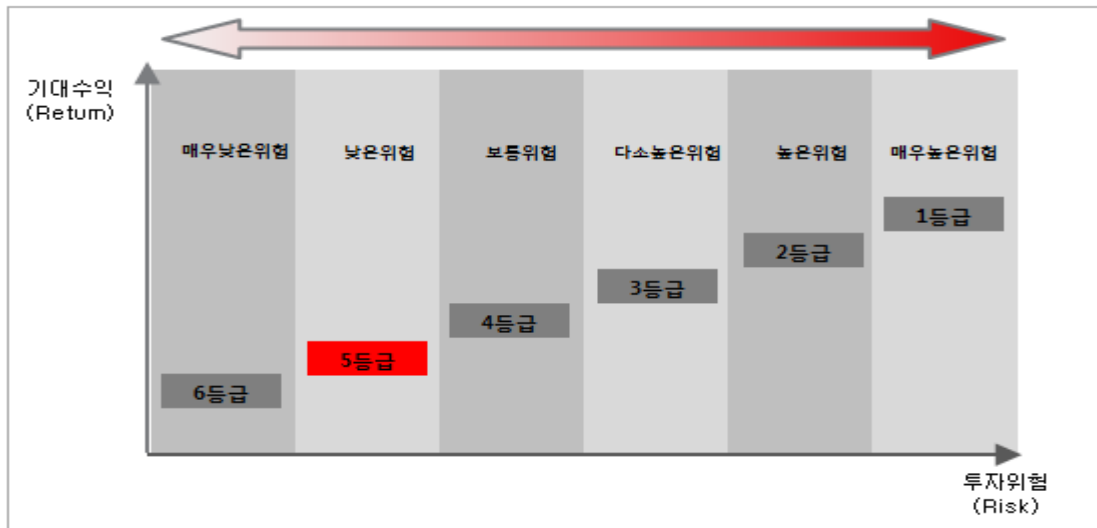 기대수익
(Return)
매우낮은위험
낮은위험
보통위험
다소높은위험
높은위험
매우높은위험
1등급
2등급
3등급
4등급
5등급
6등급
투자위험
(Risk)